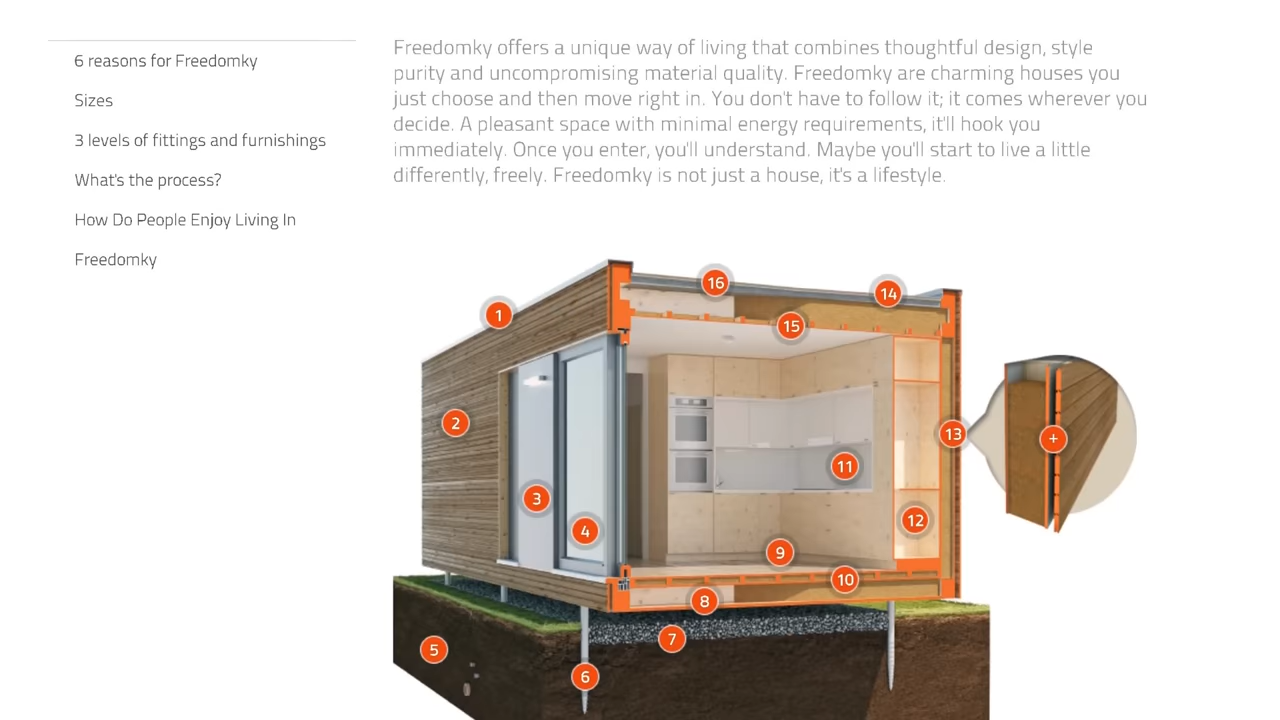 6 reasons for Freedomky
Sizes
3 levels of fittings and furnishings
What's the process?
How Do People Enjoy Living In
Freedomky
Freedomky offers a unique way of living that combines thoughtful design, style
purity and uncompromising material quality. Freedomky are charming houses you
just choose and then move right in. You don't have to follow it; it comes wherever you
decide. A pleasant space with minimal energy requirements, it'll hook you
immediately. Once you enter, you'll understand. Maybe you'll start to live a little
differently, freely. Freedomky is not just a house, it's a lifestyle.
16
14
1
15
2
13
+
11
3
12
4
9
10
8
7
5
6